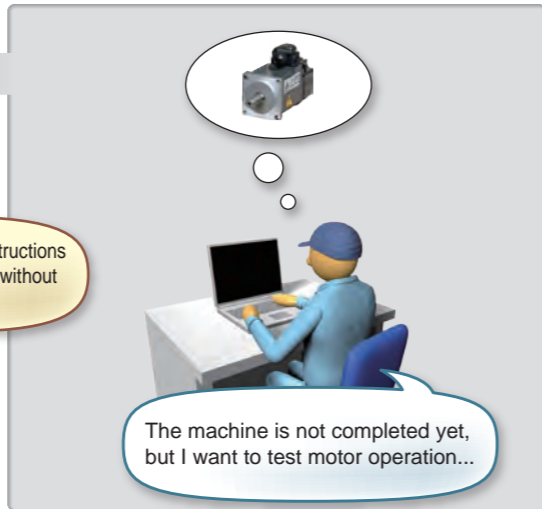 tructions
without
The machine is not completed yet,
but I want to test motor operation...